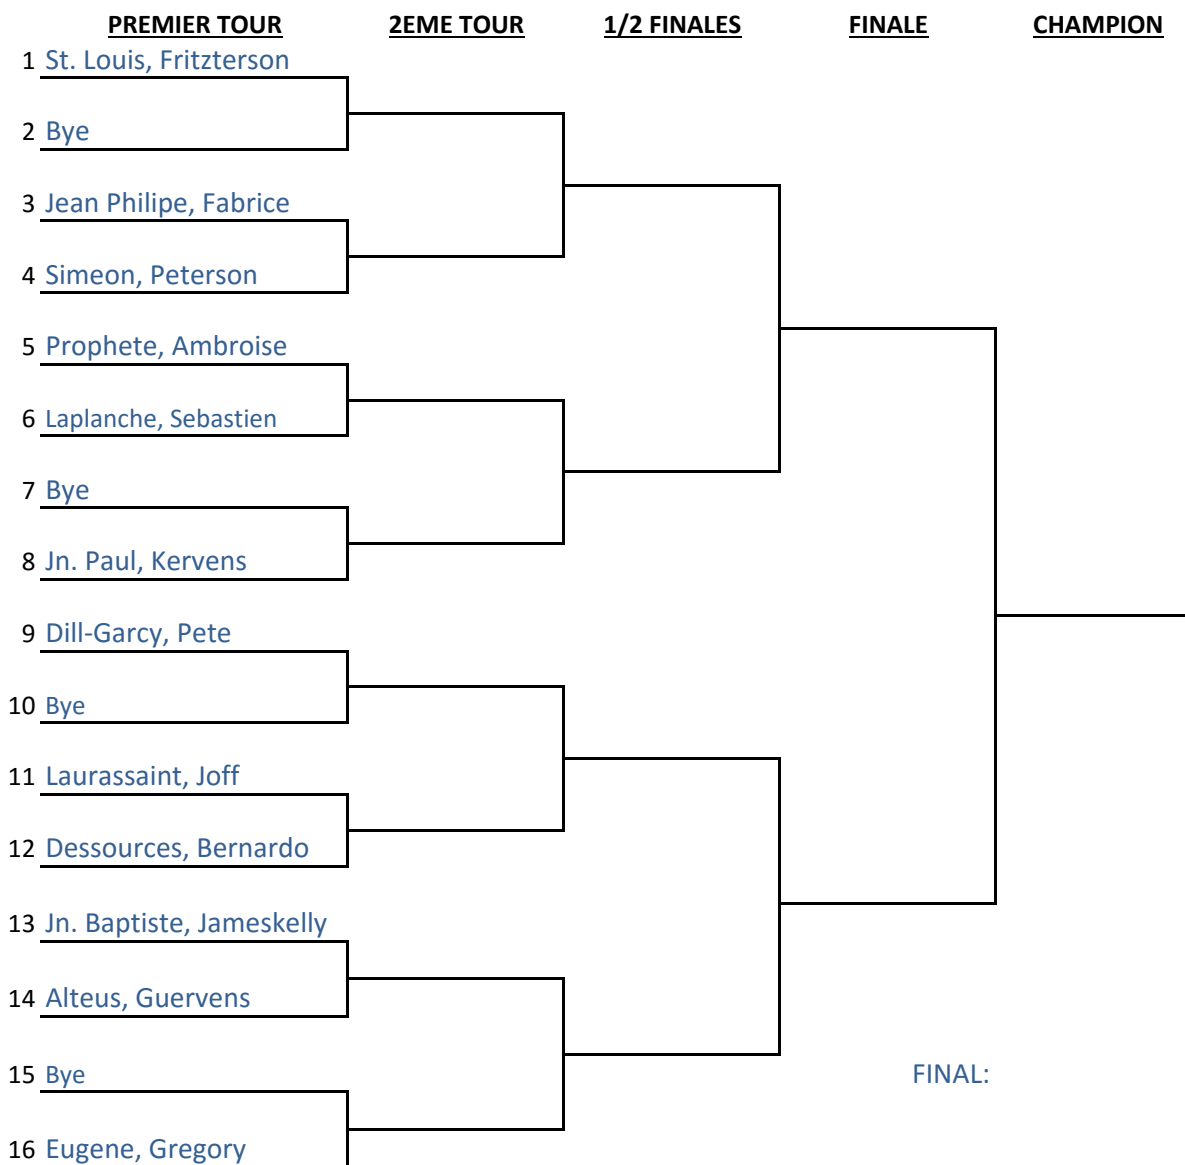 PREMIER TOUR 2EME TOUR 1/2 FINALES FINALE CHAMPION
1 St. Louis, Fritzterson
2 Bye
3 Jean Philipe, Fabrice
4 Simeon, Peterson
5 Prophete, Ambroise
6 Laplanche, Sebastien
7 Bye
8 Jn. Paul, Kervens
9 Dill-Garcy, Pete
10 Bye
11 Laurassaint, Joff
12 Dessources, Bernardo
13 Jn. Baptiste, Jameskelly
14 Alteus, Guervens
15 Bye FINAL:
16 Eugene, Gregory